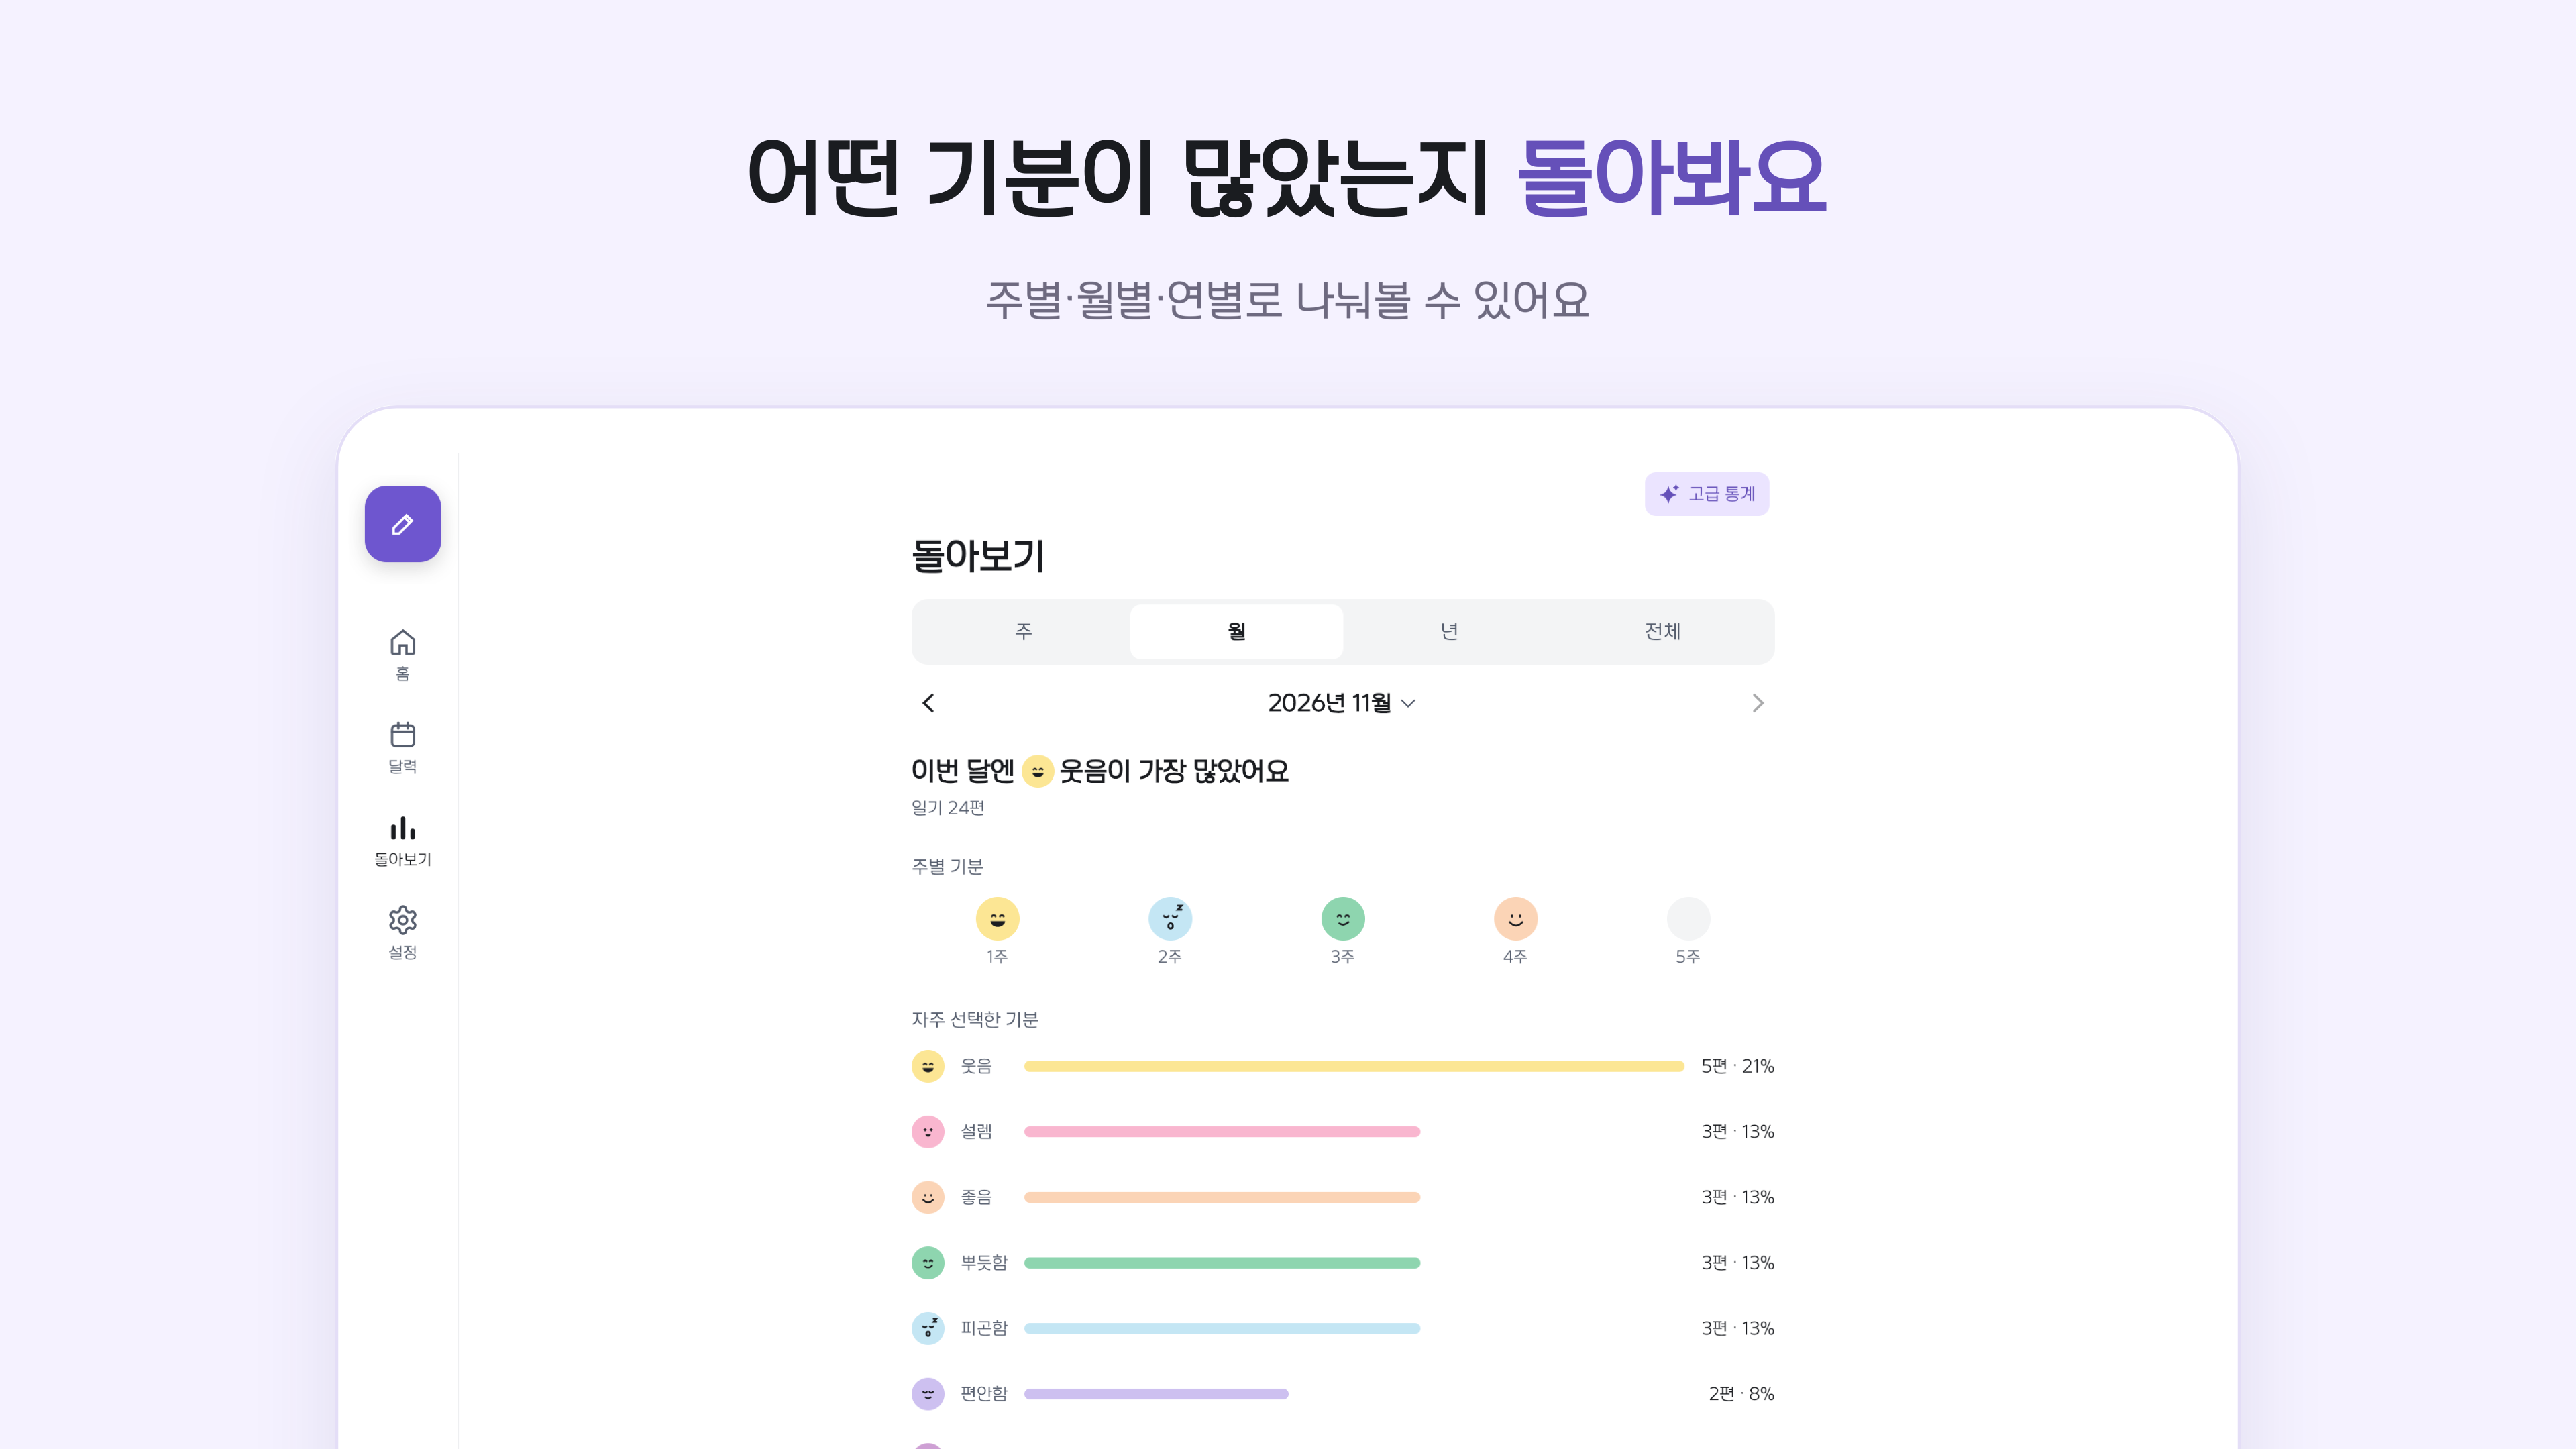 어떤 기분이 많았는지 돌아봐요
주별·월별·연별로 나눠볼 수 있어요
고급 통계
돌아보기
주
월
년
전체
2026년 11월
이번 달엔 웃음이 가장 많았어요
일기 24편
주별 기분
1주
2주
3주
4주
5주
자주 선택한 기분
웃음
5편 · 21%
설렘
3편 · 13%
좋음
3편 · 13%
뿌듯함
3편 · 13%
피곤함
3편 · 13%
편안함
2편 · 8%
홈
달력
돌아보기
설정